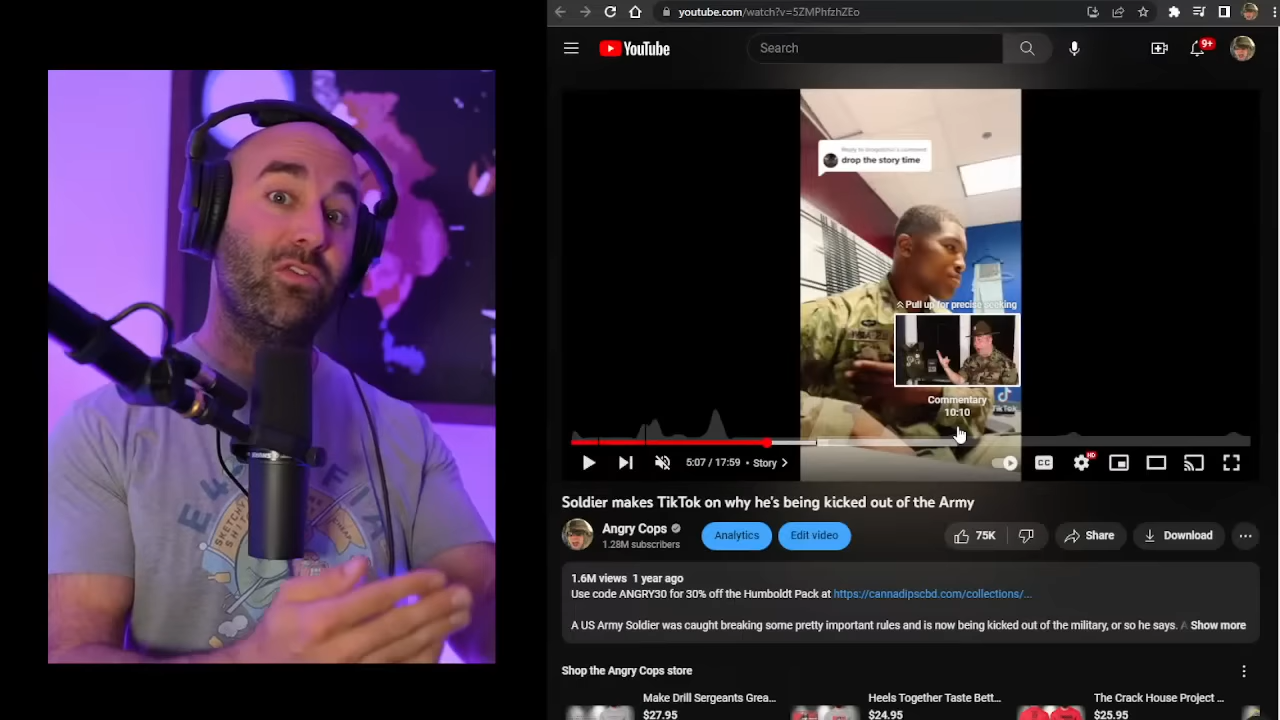 youtube.com/watch?v=5ZMPhfzhZEo
YouTube
Search
9+
drop the story time
Pull up for precise seeking
Commentary
10:10
TikTok
5:07 / 17:59 • Story
CC
HD
Soldier makes TikTok on why he's being kicked out of the Army
Angry Cops
1.28M subscribers
Analytics
Edit video
75K
Share
Download
1.6M views 1 year ago
Use code ANGRY30 for 30% off the Humboldt Pack at https://cannadipscbd.com/collections/...
A US Army Soldier was caught breaking some pretty important rules and is now being kicked out of the military, or so he says. A Show more
Shop the Angry Cops store
Make Drill Sergeants Grea...
$27.95
Heels Together Taste Bett...
$24.95
The Crack House Project ...
$25.95